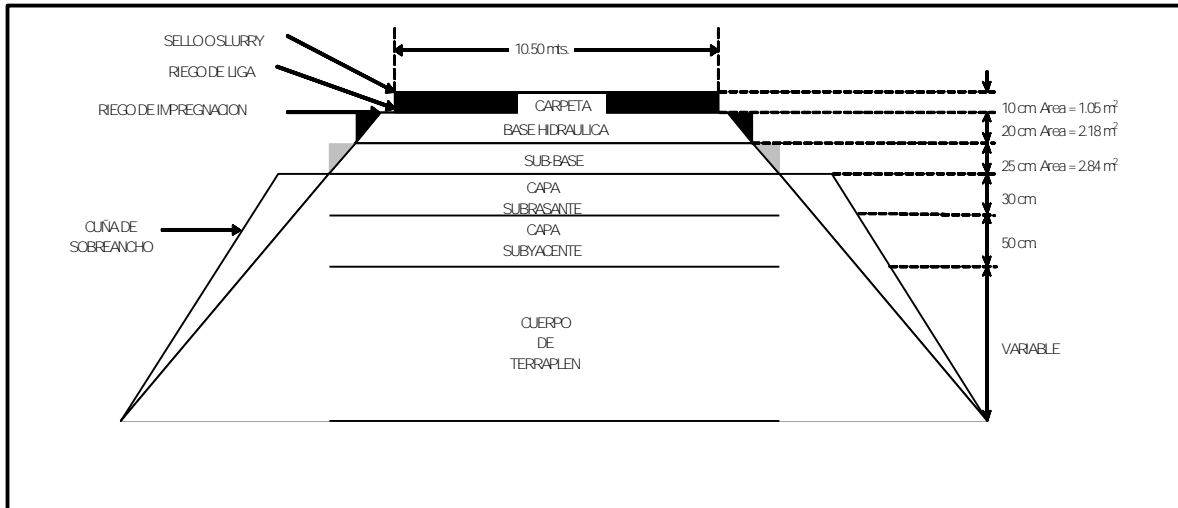 10.50 mts.
SELLO O SLURRY
RIEGO DE LIGA
RIEGO DE IMPREGNACION
CARPETA
10 cm Area = 1.05 m²
BASE HIDRAULICA
20 cm Area = 2.18 m²
SUB-BASE
25 cm Area = 2.84 m²
CAPA
SUBRASANTE
30 cm
CUÑA DE
SOBREANCHO
CAPA
SUBYACENTE
50 cm
CUERPO
DE
TERRAPLEN
VARIABLE